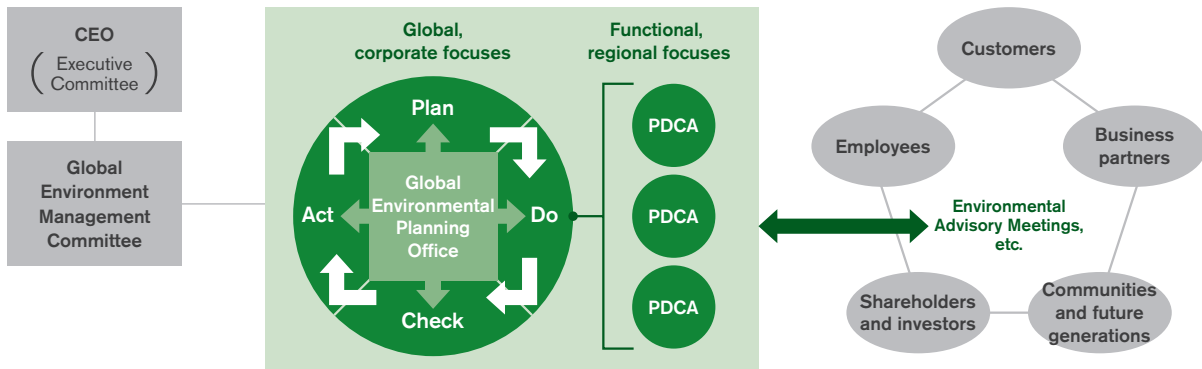 CEO
( Executive
Committee )
Global
Environment
Management
Committee
Global,
corporate focuses
Plan
Do
Check
Act
Global
Environmental
Planning
Office
Functional,
regional focuses
PDCA
PDCA
PDCA
Customers
Employees
Business
partners
Environmental
Advisory Meetings,
etc.
Shareholders
and investors
Communities
and future
generations